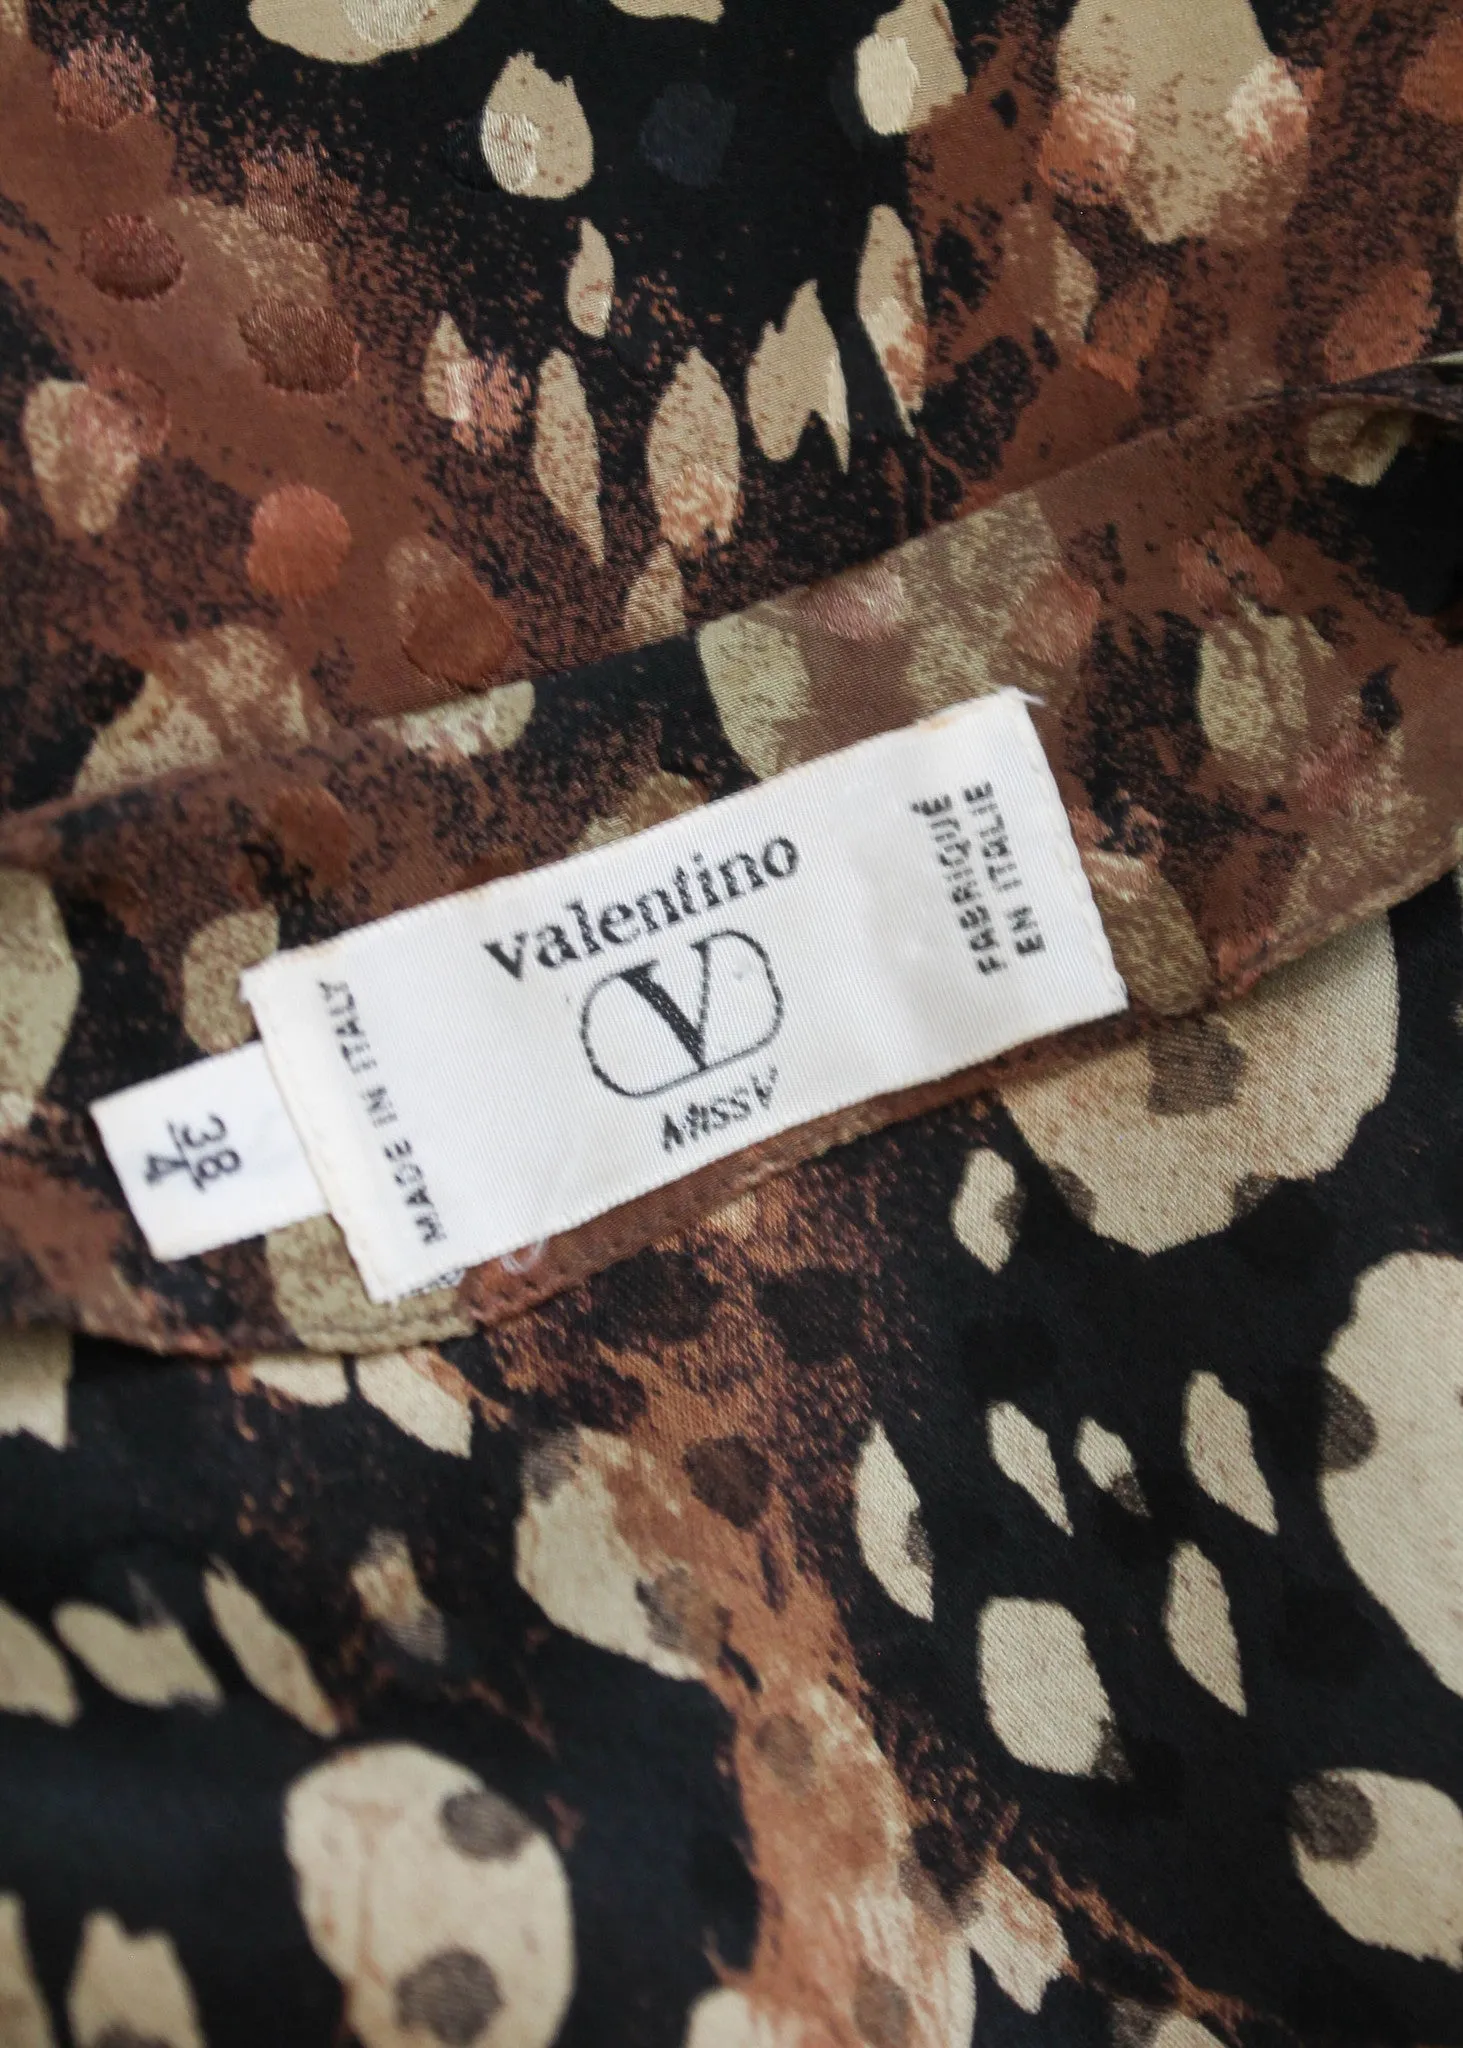 valentino
V
MISS V.
MADE IN ITALY
FABRIQUÉ
EN ITALIE
38
4